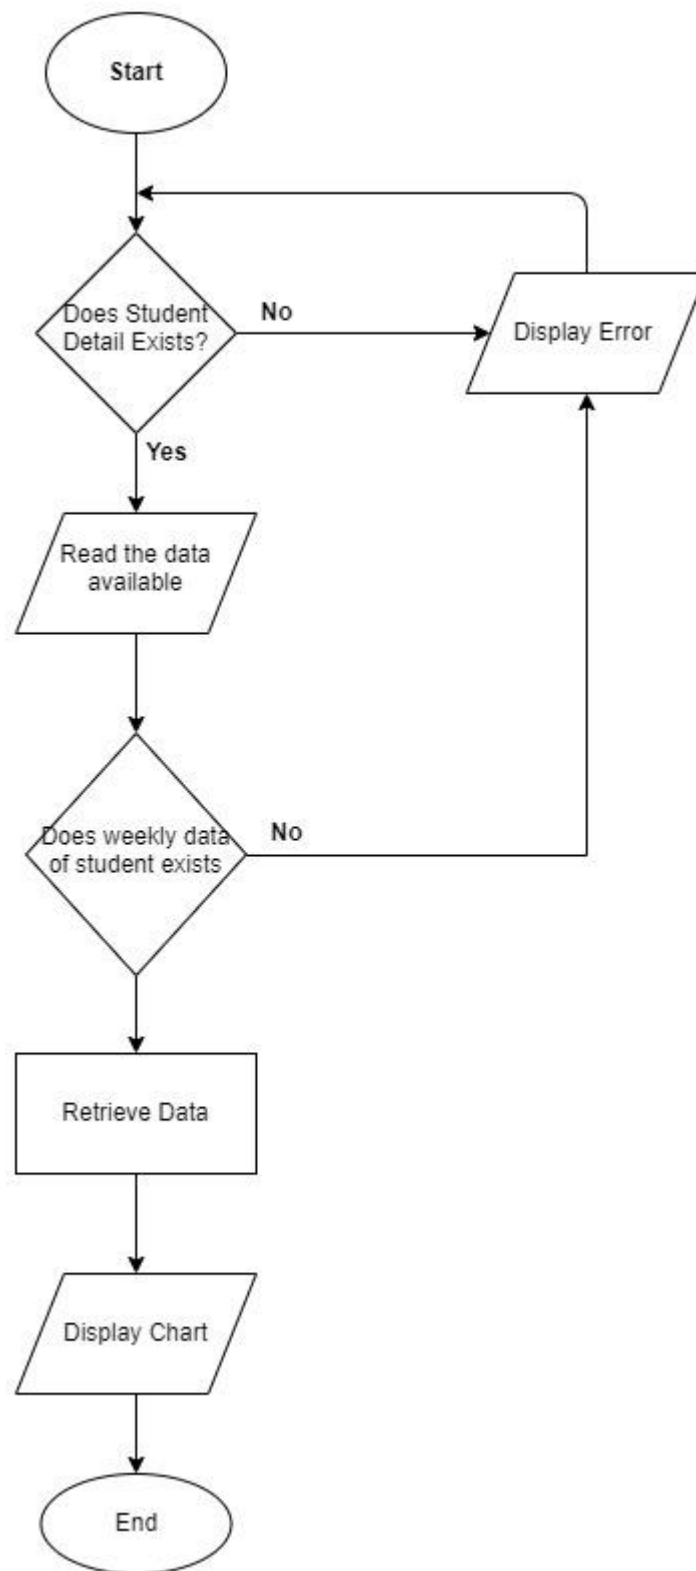 Start
Does Student
Detail Exists?
No
Display Error
Yes
Read the data
available
Does weekly data
of student exists
No
Retrieve Data
Display Chart
End